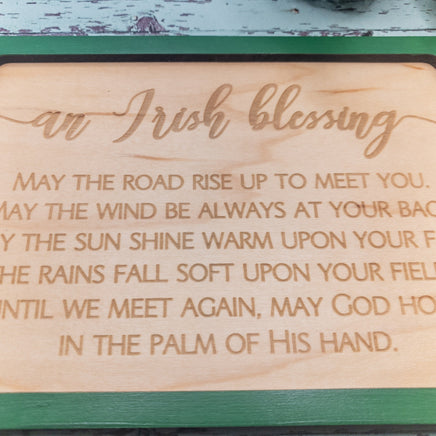 an Irish blessing
MAY THE ROAD RISE UP TO MEET YOU.
MAY THE WIND BE ALWAYS AT YOUR
THE SUN SHINE WARM UPON YOUR
RAINS FALL SOFT UPON YOUR
UNTIL WE MEET AGAIN, MAY GOD
IN THE PALM OF HIS HAND.